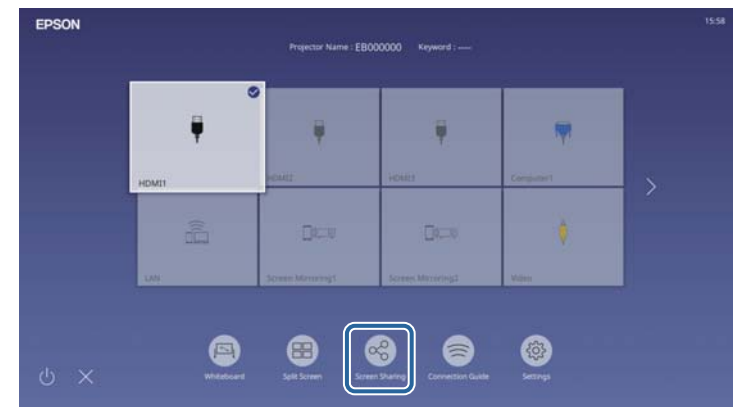 EPSON
15:58
Projector Name : EB000000 Keyword : ----
HDMI1
HDMI2
HDMI3
Computer1
LAN
Screen Mirroring1
Screen Mirroring2
Video
Whiteboard
Split Screen
Screen Sharing
Connection Guide
Settings